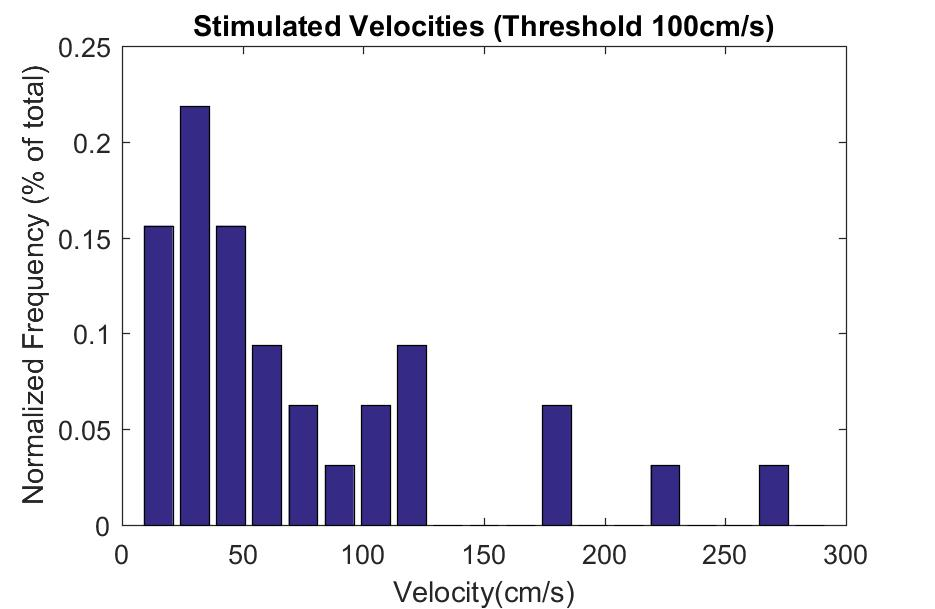 Stimulated Velocities (Threshold 100cm/s)
Normalized Frequency (% of total)
0.25
0.2
0.15
0.1
0.05
0
0 50 100 150 200 250 300
Velocity(cm/s)